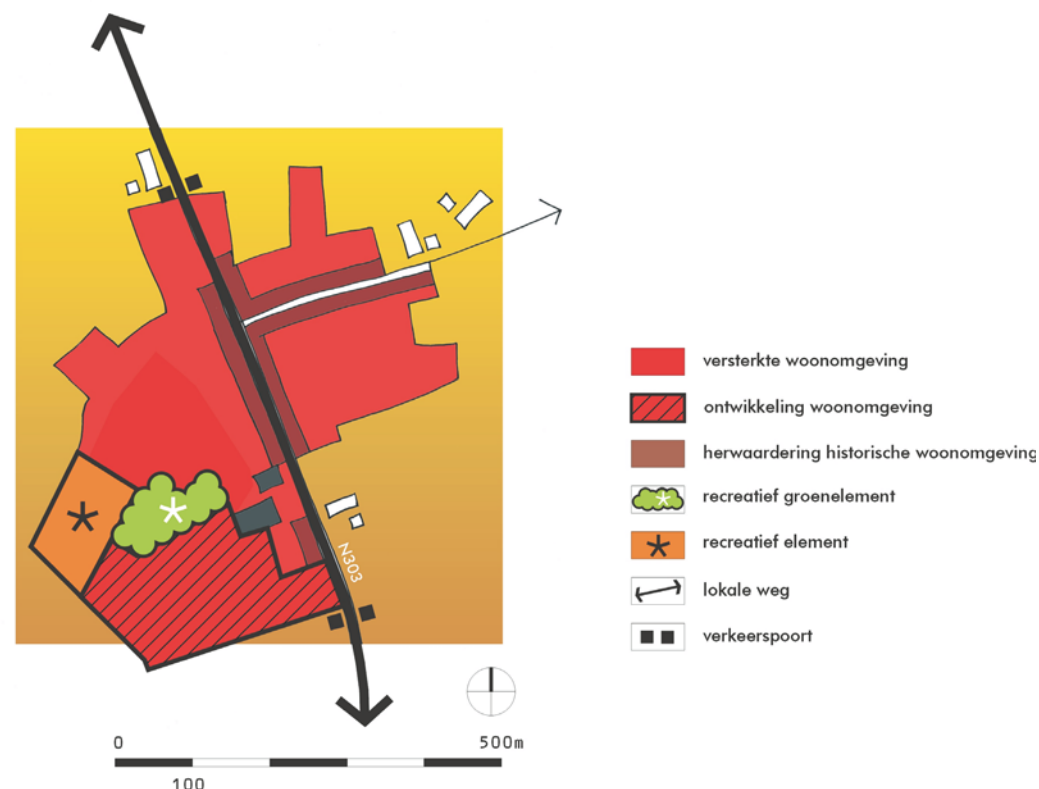 versterkte woonomgeving
ontwikkeling woonomgeving
herwaardering historische woonomgeving
recreatief groenelement
recreatief element
lokale weg
verkeerspoort
N303
0 500m
100